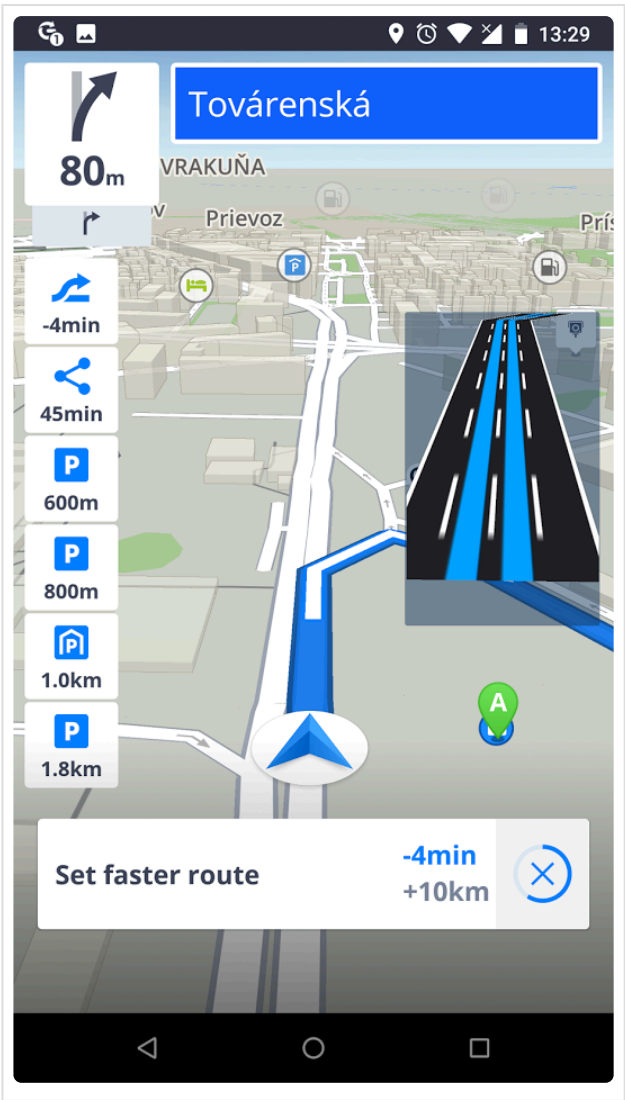 13:29
Továrenská
80m
VRAKUŇA
ov
Prievoz
Prís
-4min
45min
P
600m
P
800m
P
1.0km
P
1.8km
P
A
Set faster route
-4min
+10km